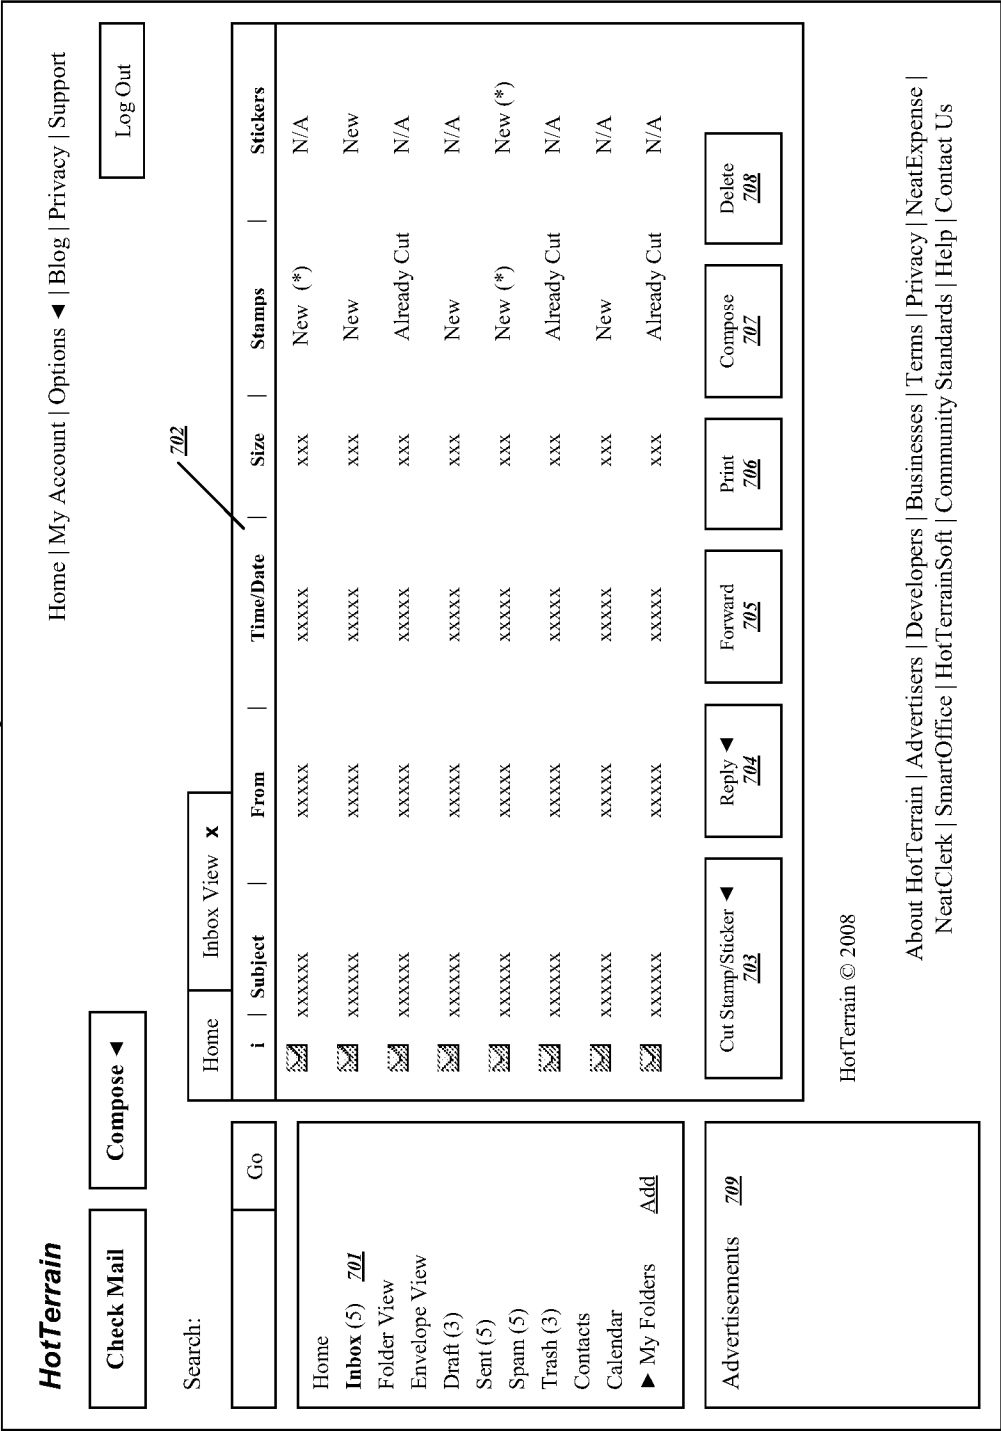 HotTerrain
Home | My Account | Options ◄ | Blog | Privacy | Support
Check Mail
Compose ◄
Log Out
Search:
Go
702
Home
Inbox View x
i | Subject | From | Time/Date | Size | Stamps | Stickers
xxxxxx xxxxx xxxxx xxx New (*) N/A
xxxxxx xxxxx xxxxx xxx New New
xxxxxx xxxxx xxxxx xxx Already Cut N/A
xxxxxx xxxxx xxxxx xxx New N/A
xxxxxx xxxxx xxxxx xxx New (*) New (*)
xxxxxx xxxxx xxxxx xxx Already Cut N/A
xxxxxx xxxxx xxxxx xxx New N/A
xxxxxx xxxxx xxxxx xxx Already Cut N/A
Home
Inbox (5) 701
Folder View
Envelope View
Draft (3)
Sent (5)
Spam (5)
Trash (3)
Contacts
Calendar
► My Folders Add
Cut Stamp/Sticker ◄
703
Reply ◄
704
Forward
705
Print
706
Compose
707
Delete
708
Advertisements 709
HotTerrain © 2008
About HotTerrain | Advertisers | Developers | Businesses | Terms | Privacy | NeatExpense |
NeatClerk | SmartOffice | HotTerrainSoft | Community Standards | Help | Contact Us